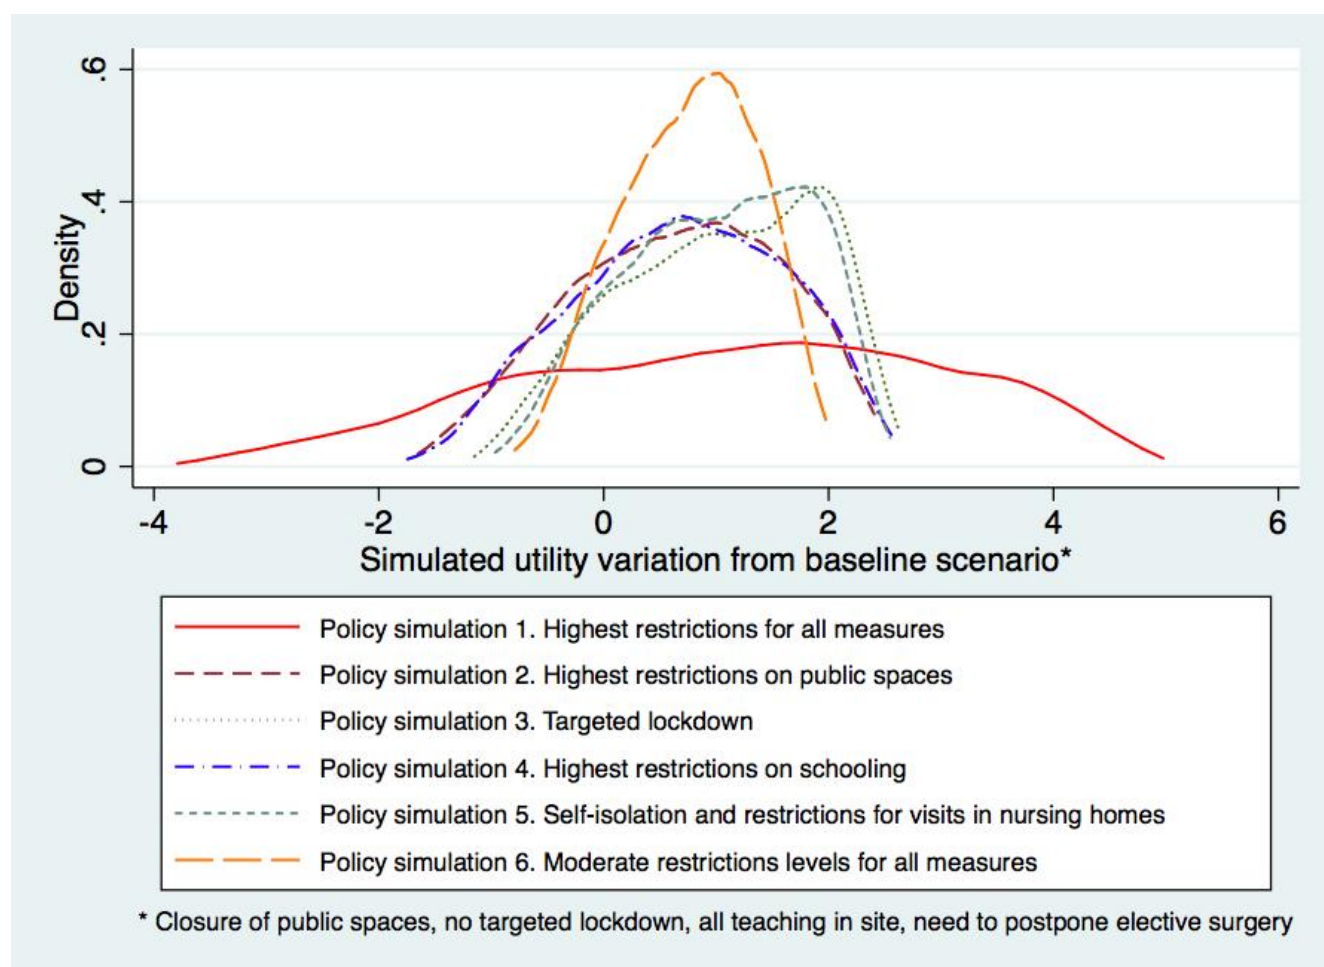 .6
.4
.2
0
Density
-4 -2 0 2 4 6
Simulated utility variation from baseline scenario*
Policy simulation 1. Highest restrictions for all measures
Policy simulation 2. Highest restrictions on public spaces
Policy simulation 3. Targeted lockdown
Policy simulation 4. Highest restrictions on schooling
Policy simulation 5. Self-isolation and restrictions for visits in nursing homes
Policy simulation 6. Moderate restrictions levels for all measures
* Closure of public spaces, no targeted lockdown, all teaching in site, need to postpone elective surgery